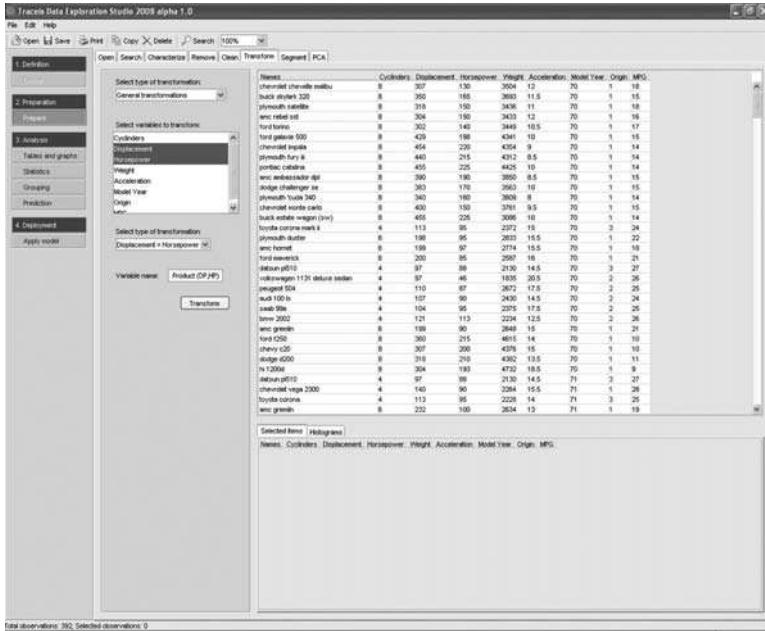 Traceis Data Exploration Studio 2009 alpha 1.0
File Edit Help
Open Save Print Copy Delete Search 100%
Open Search Characterize Remove Clean Transform Segment PCA
1. Definition
2. Preparation
Prepare
3. Analysis
Tables and graphs
Statistics
Grouping
Prediction
4. Deployment
Apply model
Select type of transformation:
General transformations
Select variables to transform:
Cyclinders
Displacement
Horsepower
Weight
Acceleration
Model Year
Origin
MPG
Select type of transformation:
Displacement × Horsepower
Variable name: Product (DP,HP)
Transform
Names Cyclinders Displacement Horsepower Weight Acceleration Model Year Origin MPG
chevrolet chevelle malibu 8 307 130 3504 12 70 1 18
buick skylark 320 8 350 165 3693 11.5 70 1 15
plymouth satellite 8 318 150 3436 11 70 1 18
amc rebel sst 8 304 150 3433 12 70 1 16
ford torino 8 302 140 3449 10.5 70 1 17
ford galaxie 500 8 429 198 4341 10 70 1 15
chevrolet impala 8 454 220 4354 9 70 1 14
plymouth fury iii 8 440 215 4312 8.5 70 1 14
pontiac catalina 8 455 225 4425 10 70 1 14
amc ambassador dpl 8 390 190 3850 8.5 70 1 15
dodge challenger se 8 383 170 3563 10 70 1 15
plymouth 'cuda 340 8 340 160 3609 8 70 1 14
chevrolet monte carlo 8 400 150 3761 9.5 70 1 15
buick estate wagon (sw) 8 455 225 3086 10 70 1 14
toyota corona mark ii 4 113 95 2372 15 70 3 24
plymouth duster 6 198 95 2833 15.5 70 1 22
amc hornet 6 199 97 2774 15.5 70 1 18
ford maverick 6 200 85 2587 16 70 1 21
datsun pl510 4 97 88 2130 14.5 70 3 27
volkswagen 1131 deluxe sedan 4 97 46 1835 20.5 70 2 26
peugeot 504 4 110 87 2672 17.5 70 2 25
audi 100 ls 4 107 90 2430 14.5 70 2 24
saab 99e 4 104 95 2375 17.5 70 2 25
bmw 2002 4 121 113 2234 12.5 70 2 26
amc gremlin 6 199 90 2648 15 70 1 21
ford f250 8 360 215 4615 14 70 1 10
chevy c20 8 307 200 4376 15 70 1 10
dodge d200 8 318 210 4382 13.5 70 1 11
hi 1200d 8 304 193 4732 18.5 70 1 9
datsun pl510 4 97 88 2130 14.5 71 3 27
chevrolet vega 2300 4 140 90 2264 15.5 71 1 28
toyota corona 4 113 95 2228 14 71 3 25
amc gremlin 6 232 100 2634 13 71 1 19
Selected items Histograms
Names Cyclinders Displacement Horsepower Weight Acceleration Model Year Origin MPG
Total observations: 392, Selected observations: 0